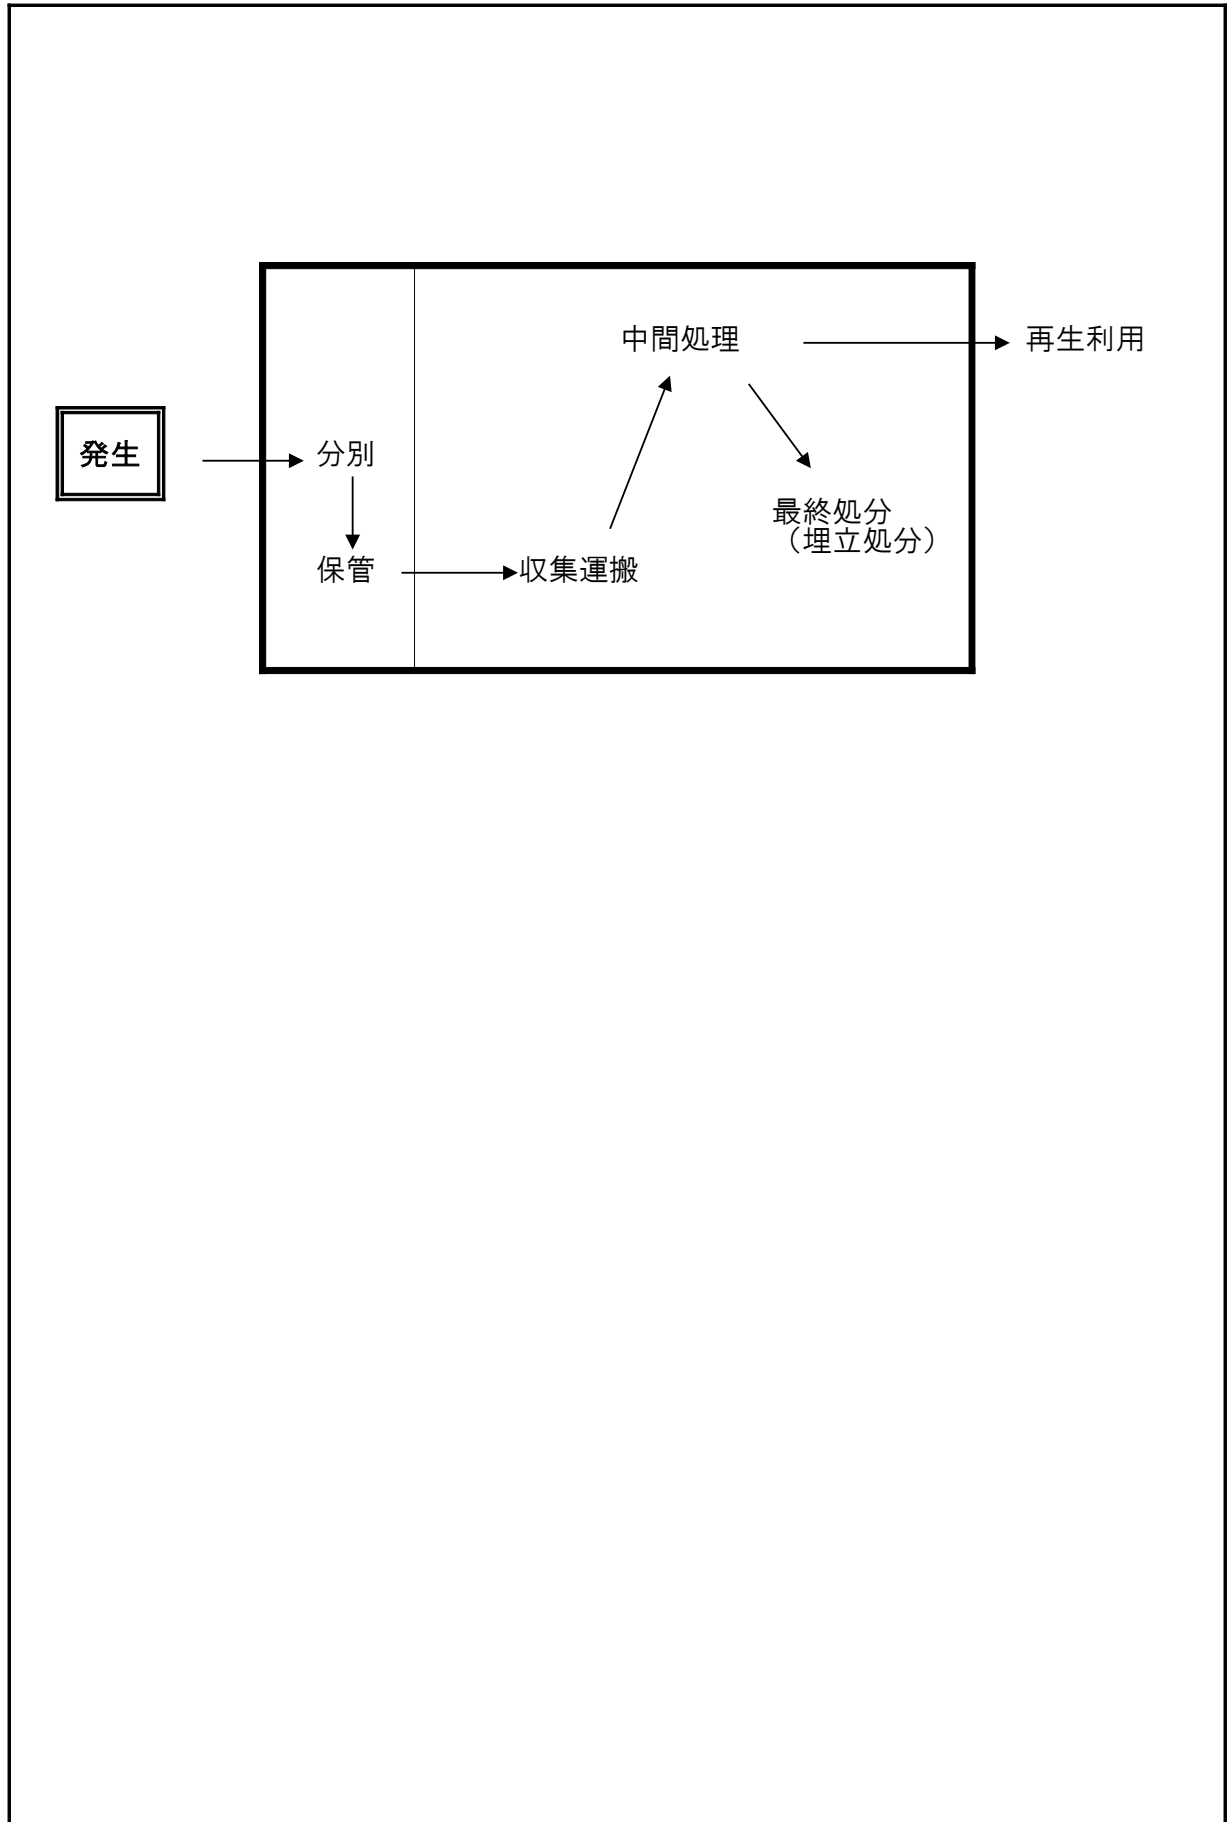 発生
分別
保管
収集運搬
中間処理
最終処分
（埋立処分）
再生利用